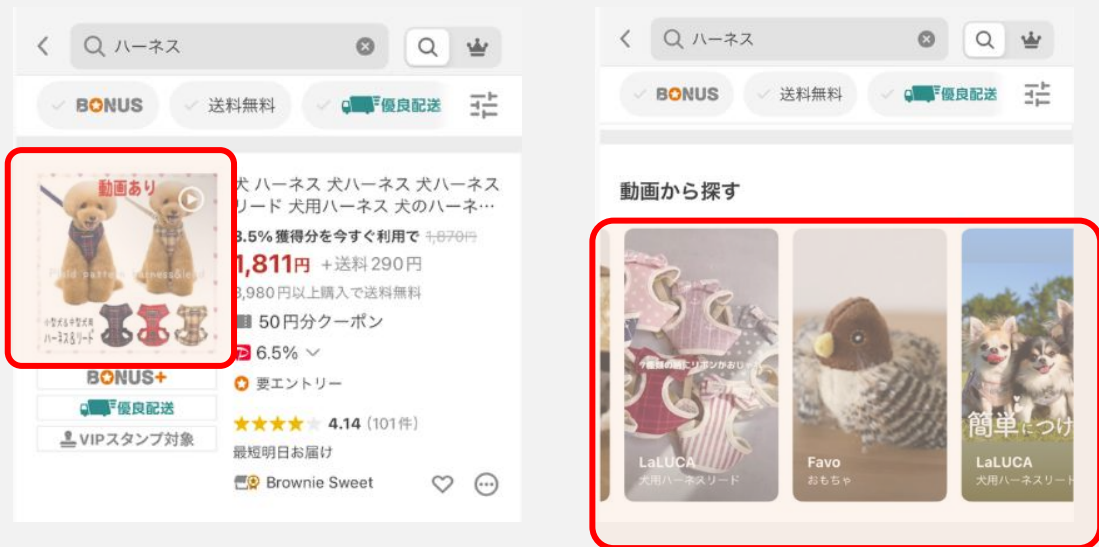 ハーネス
BONUS
送料無料
優良配送
動画あり
Plaid pattern harness&lead
小型犬&中型犬用
ハーネス&リード
BONUS+
優良配送
VIPスタンプ対象
犬 ハーネス 犬ハーネス 犬ハーネス
リード 犬用ハーネス 犬のハーネ…
3.5% 獲得分を今すぐ利用で 1,870円
1,811円 +送料290円
3,980円以上購入で送料無料
50円分クーポン
6.5%
要エントリー
4.14 (101件)
最短明日お届け
Brownie Sweet
ハーネス
BONUS
送料無料
優良配送
動画から探す
LaLUCA
犬用ハーネスリード
Favo
おもちゃ
簡単につけ
LaLUCA
犬用ハーネスリード